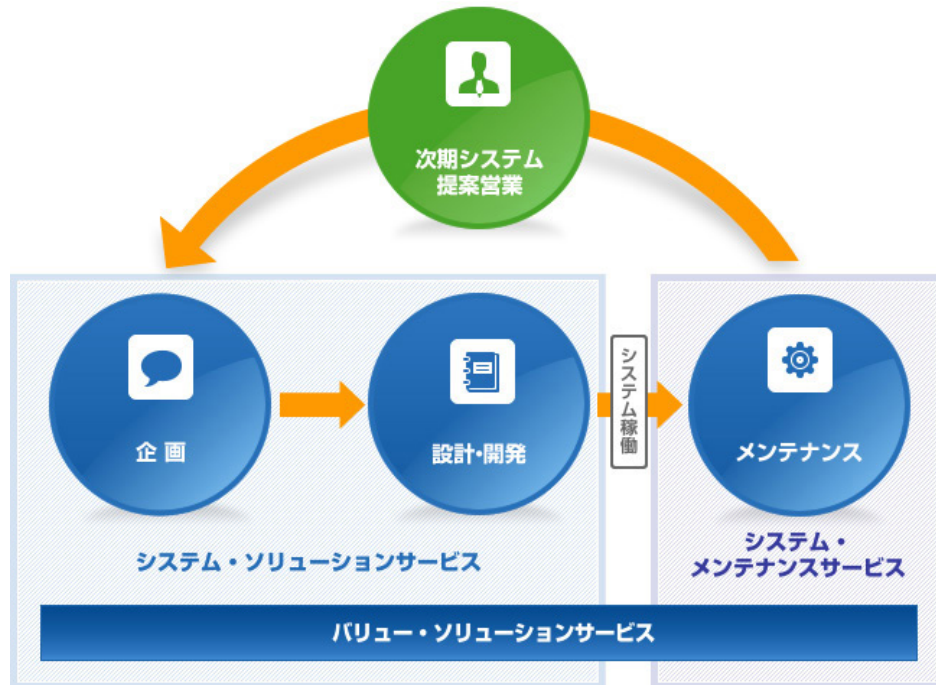 次期システム
提案営業
企画
設計・開発
システム稼働
メンテナンス
システム・ソリューションサービス
システム・
メンテナンスサービス
バリュー・ソリューションサービス